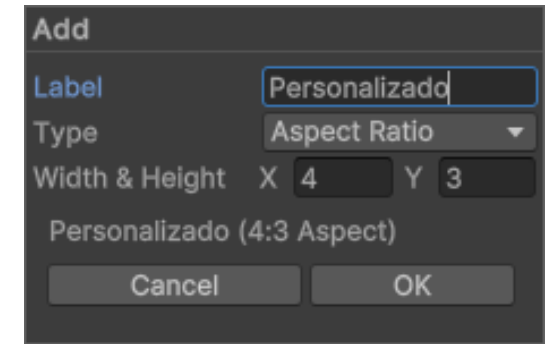 Add
Label Personalizado
Type Aspect Ratio
Width & Height X 4 Y 3
Personalizado (4:3 Aspect)
Cancel OK